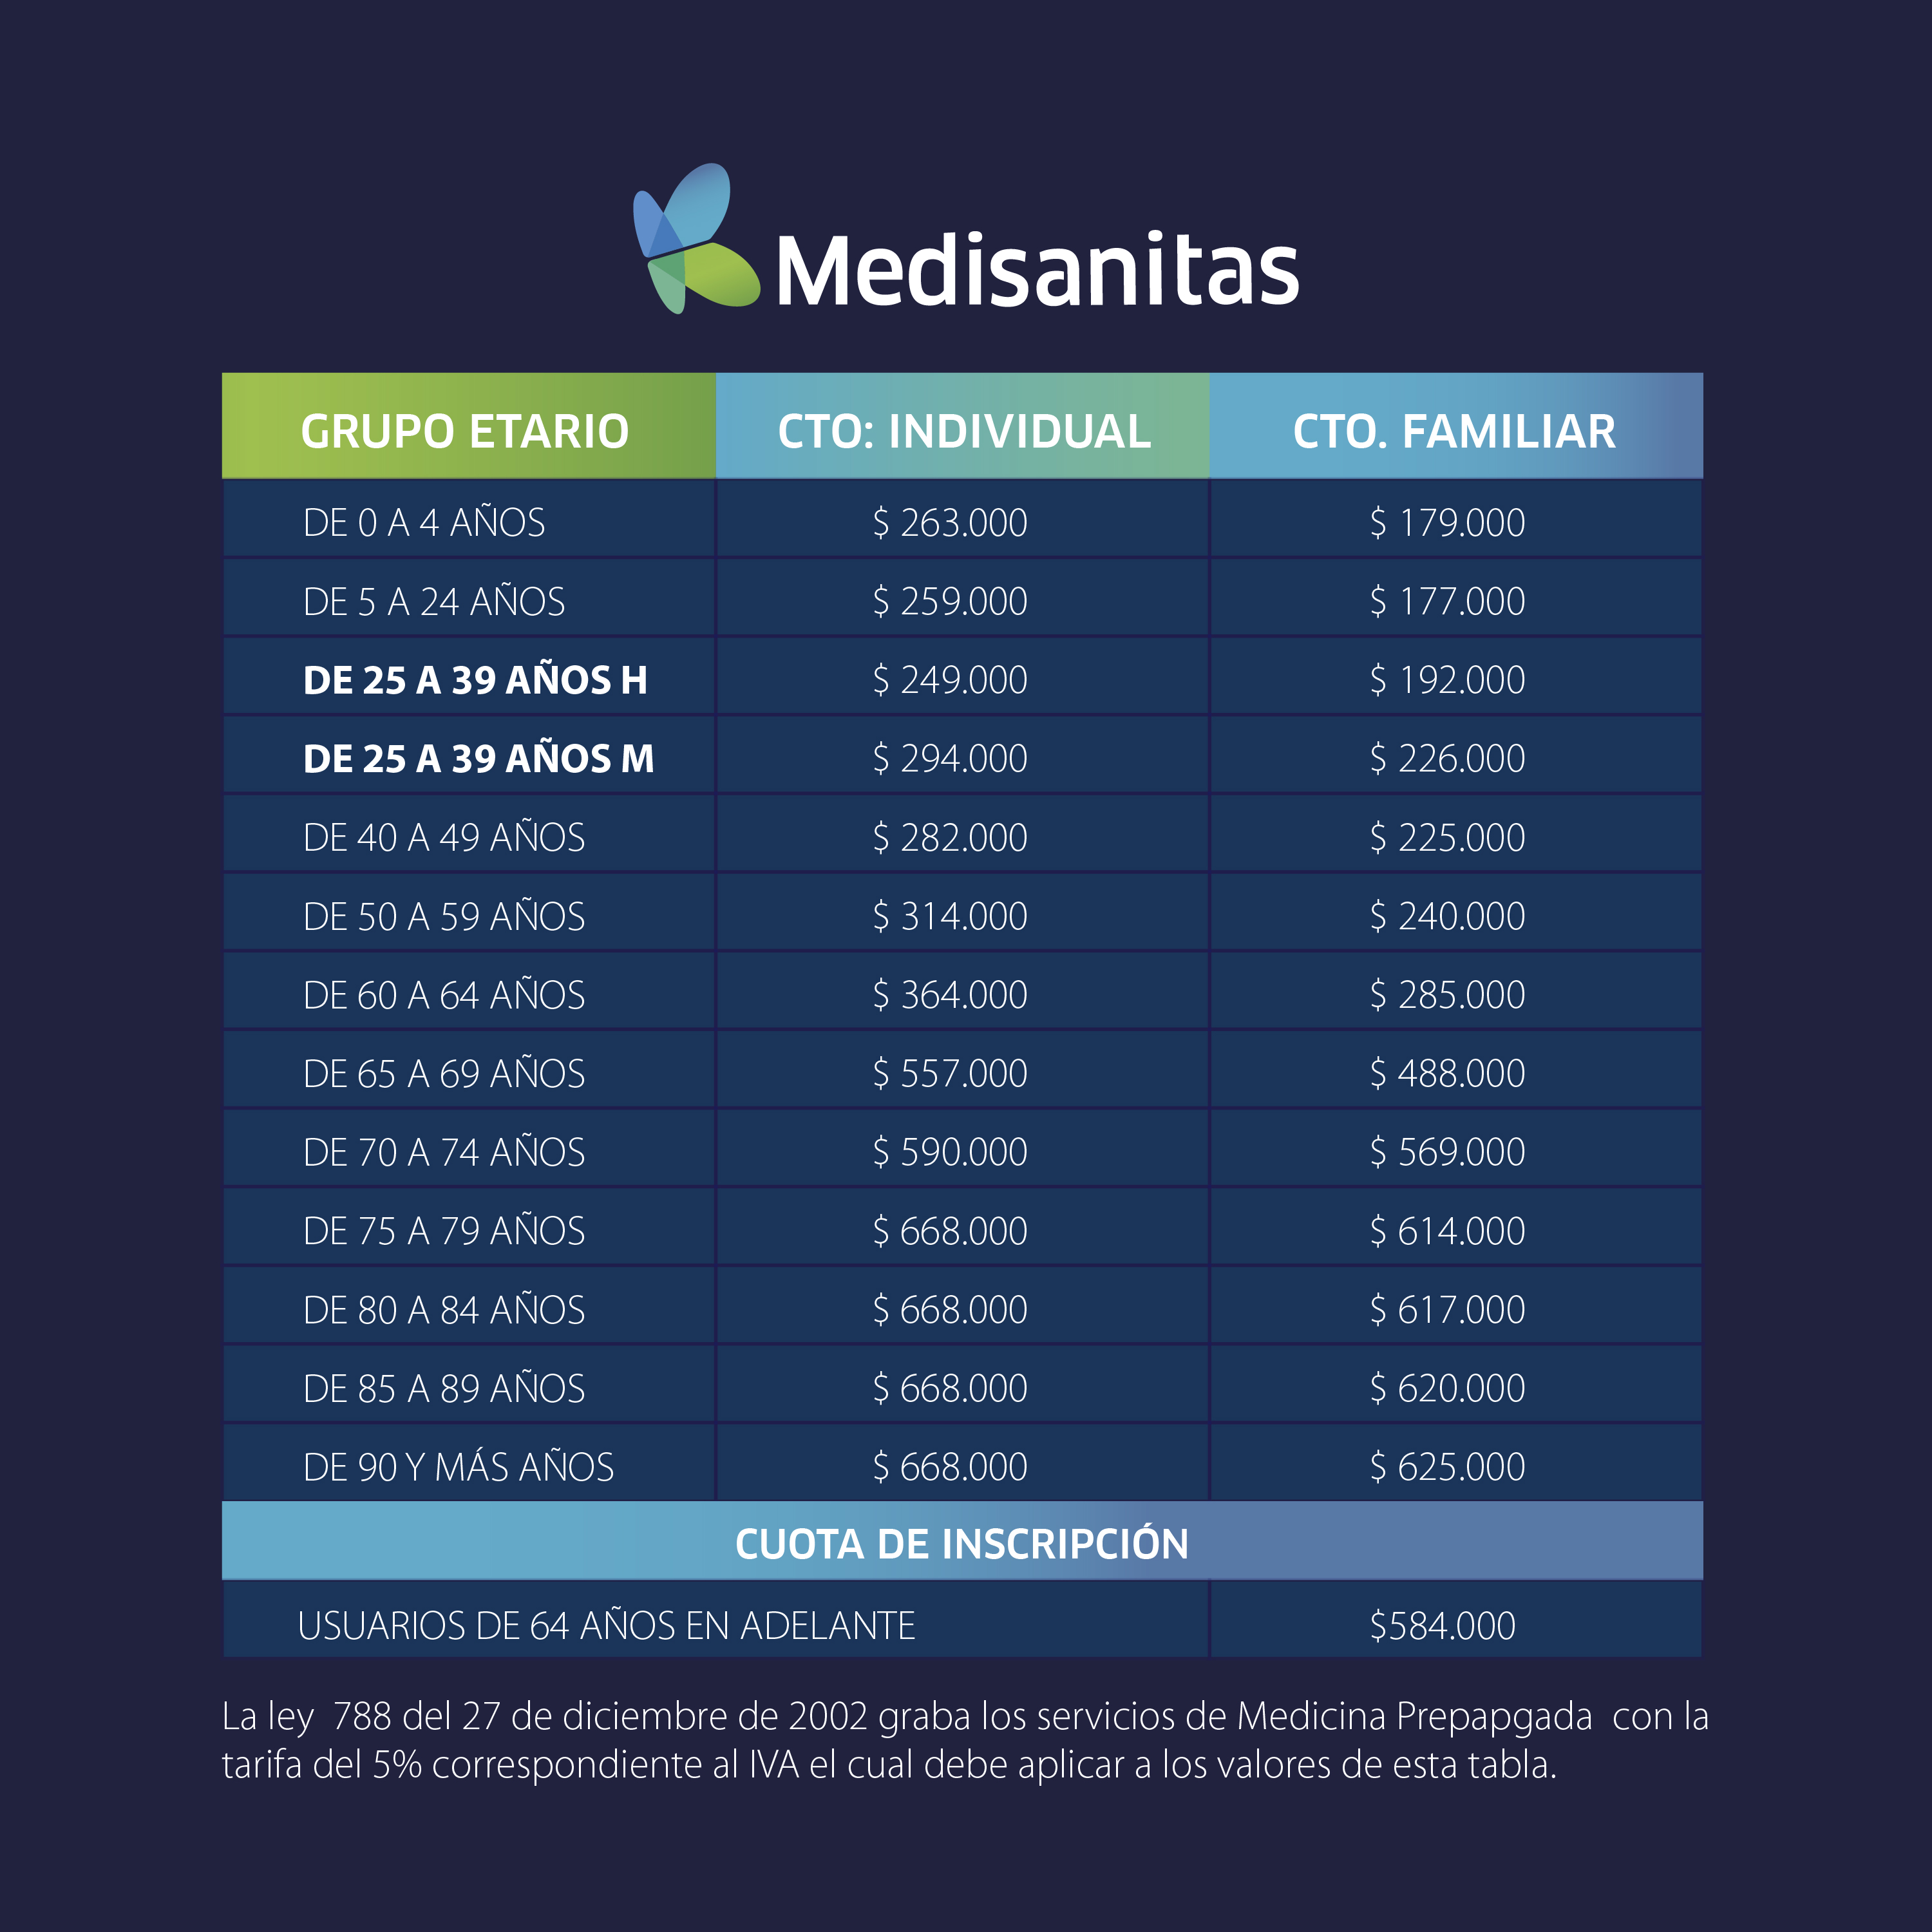 Medisanitas
GRUPO ETARIO CTO: INDIVIDUAL CTO. FAMILIAR
DE 0 A 4 AÑOS $ 263.000 $ 179.000
DE 5 A 24 AÑOS $ 259.000 $ 177.000
DE 25 A 39 AÑOS H $ 249.000 $ 192.000
DE 25 A 39 AÑOS M $ 294.000 $ 226.000
DE 40 A 49 AÑOS $ 282.000 $ 225.000
DE 50 A 59 AÑOS $ 314.000 $ 240.000
DE 60 A 64 AÑOS $ 364.000 $ 285.000
DE 65 A 69 AÑOS $ 557.000 $ 488.000
DE 70 A 74 AÑOS $ 590.000 $ 569.000
DE 75 A 79 AÑOS $ 668.000 $ 614.000
DE 80 A 84 AÑOS $ 668.000 $ 617.000
DE 85 A 89 AÑOS $ 668.000 $ 620.000
DE 90 Y MÁS AÑOS $ 668.000 $ 625.000
CUOTA DE INSCRIPCIÓN
USUARIOS DE 64 AÑOS EN ADELANTE $584.000
La ley 788 del 27 de diciembre de 2002 graba los servicios de Medicina Prepapgada con la
tarifa del 5% correspondiente al IVA el cual debe aplicar a los valores de esta tabla.